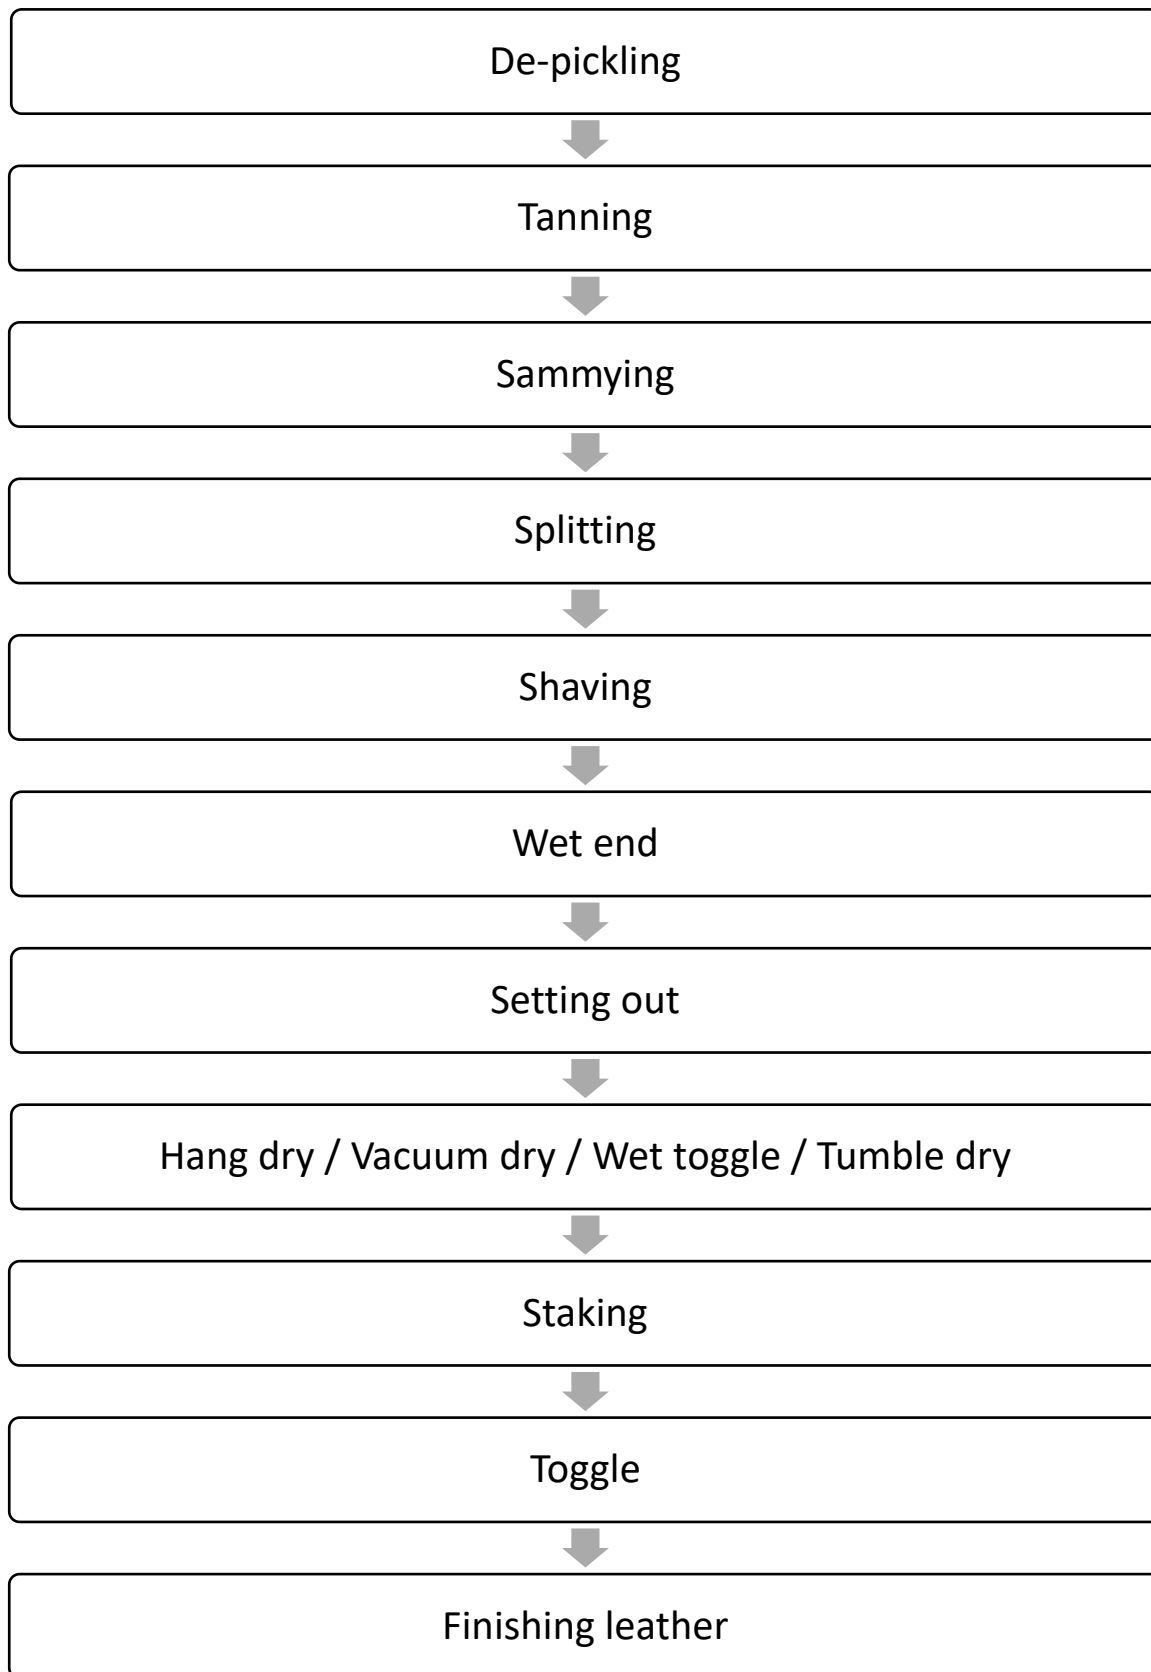 De-pickling
Tanning
Sammying
Splitting
Shaving
Wet end
Setting out
Hang dry / Vacuum dry / Wet toggle / Tumble dry
Staking
Toggle
Finishing leather